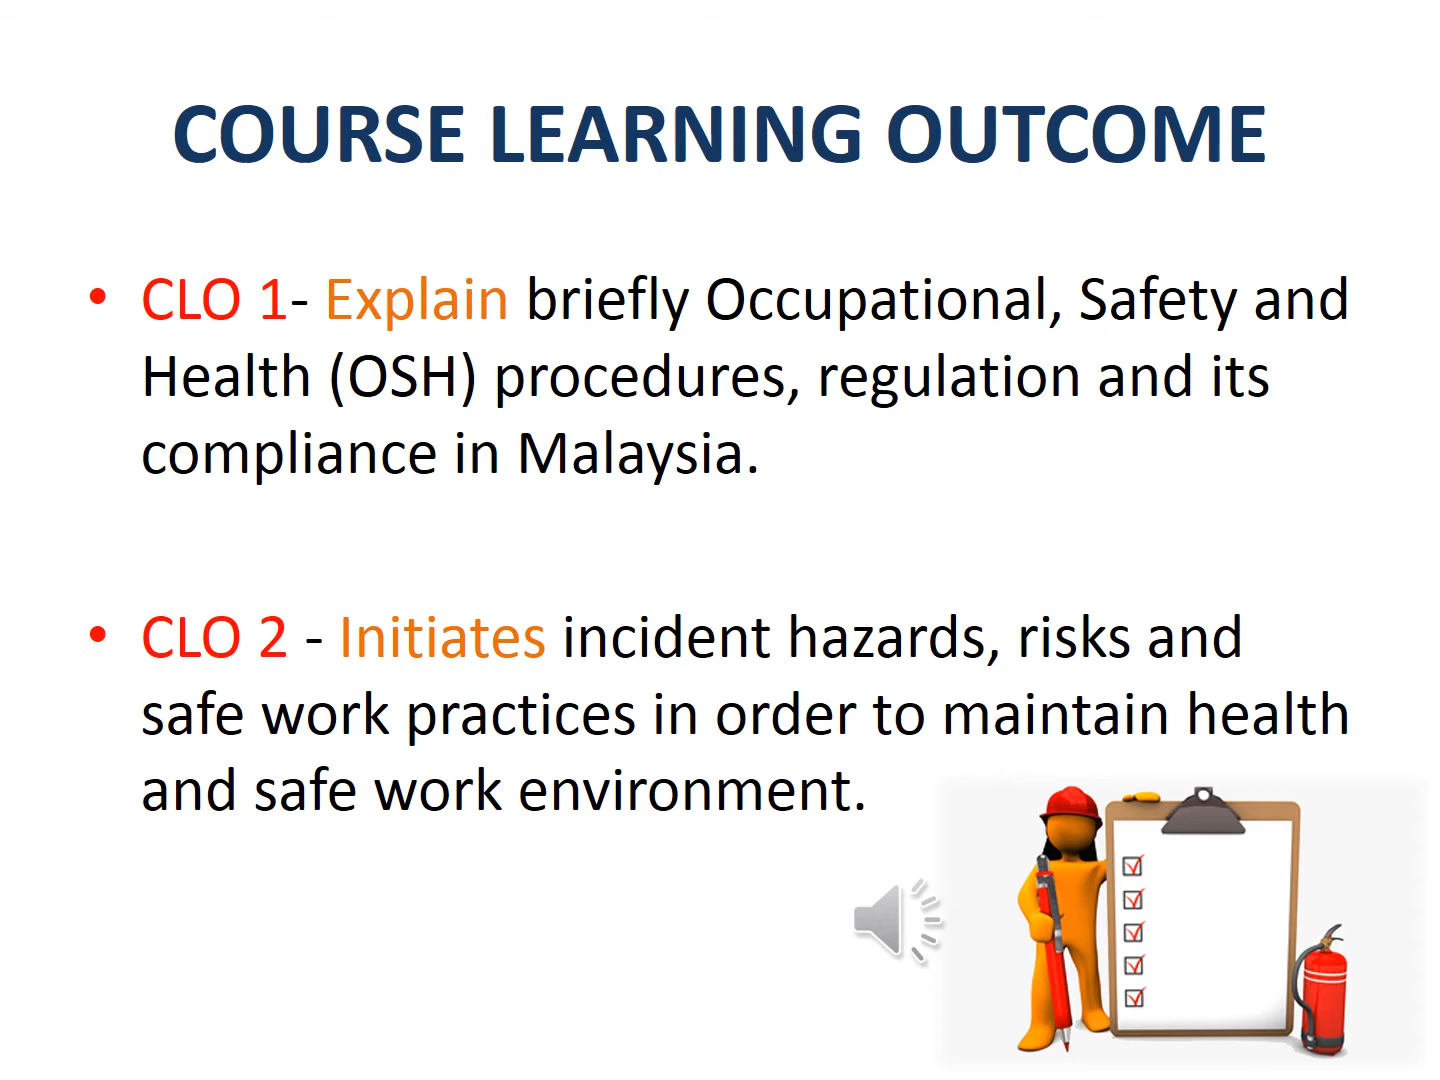 COURSE LEARNING OUTCOME
• CLO 1- Explain briefly Occupational, Safety and
Health (OSH) procedures, regulation and its
compliance in Malaysia.
• CLO 2 - Initiates incident hazards, risks and
safe work practices in order to maintain health
and safe work environment.